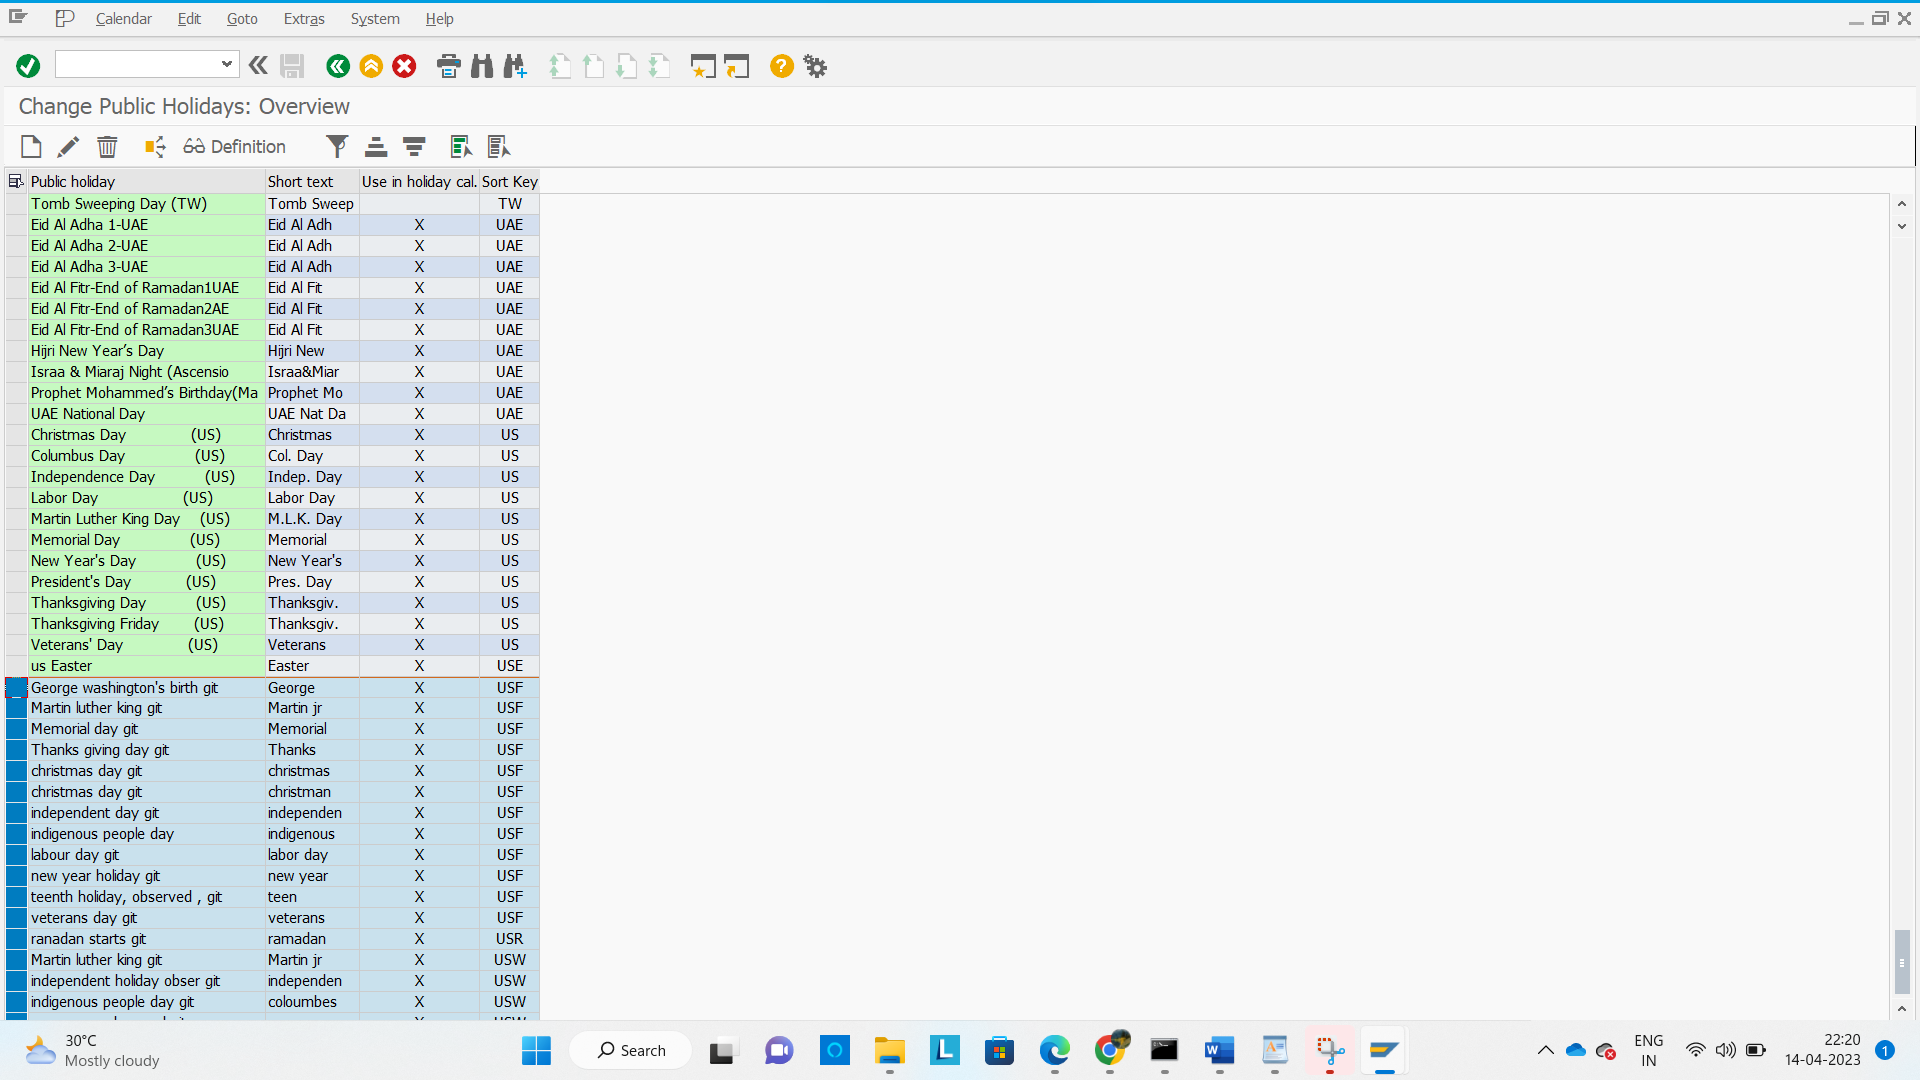 Calendar Edit Goto Extras System Help
Change Public Holidays: Overview
Definition
Public holiday Short text Use in holiday cal. Sort Key
Tomb Sweeping Day (TW) Tomb Sweep TW
Eid Al Adha 1-UAE Eid Al Adh X UAE
Eid Al Adha 2-UAE Eid Al Adh X UAE
Eid Al Adha 3-UAE Eid Al Adh X UAE
Eid Al Fitr-End of Ramadan1UAE Eid Al Fit X UAE
Eid Al Fitr-End of Ramadan2AE Eid Al Fit X UAE
Eid Al Fitr-End of Ramadan3UAE Eid Al Fit X UAE
Hijri New Year’s Day Hijri New X UAE
Israa & Miaraj Night (Ascensio Israa&Miar X UAE
Prophet Mohammed’s Birthday(Ma Prophet Mo X UAE
UAE National Day UAE Nat Da X UAE
Christmas Day (US) Christmas X US
Columbus Day (US) Col. Day X US
Independence Day (US) Indep. Day X US
Labor Day (US) Labor Day X US
Martin Luther King Day (US) M.L.K. Day X US
Memorial Day (US) Memorial X US
New Year's Day (US) New Year's X US
President's Day (US) Pres. Day X US
Thanksgiving Day (US) Thanksgiv. X US
Thanksgiving Friday (US) Thanksgiv. X US
Veterans' Day (US) Veterans X US
us Easter Easter X USE
George washington's birth git George X USF
Martin luther king git Martin jr X USF
Memorial day git Memorial X USF
Thanks giving day git Thanks X USF
christmas day git christmas X USF
christmas day git christman X USF
independent day git independen X USF
indigenous people day indigenous X USF
labour day git labor day X USF
new year holiday git new year X USF
teenth holiday, observed , git teen X USF
veterans day git veterans X USF
ranadan starts git ramadan X USR
Martin luther king git Martin jr X USW
independent holiday obser git independen X USW
indigenous people day git coloumbes X USW
30°C
Mostly cloudy
Search
ENG
IN
22:20
14-04-2023
1